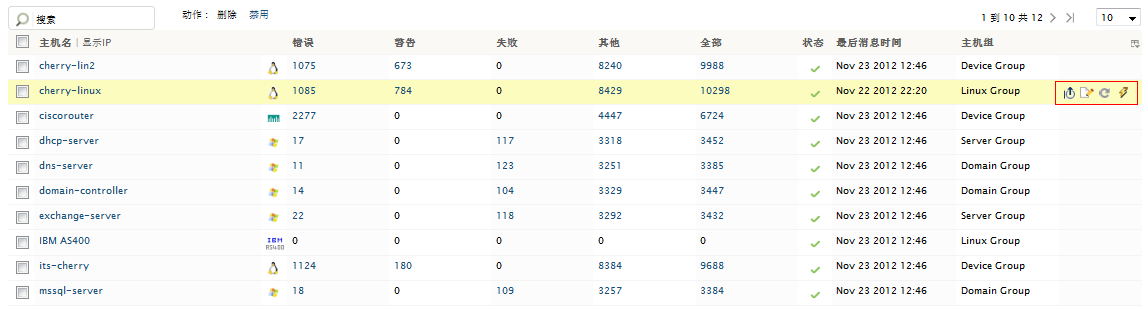 搜索 动作： 删除 禁用 1 到 10 共 12 10
主机名 | 显示IP 错误 警告 失败 其他 全部 状态 最后消息时间 主机组
cherry-lin2 1075 673 0 8240 9988 Nov 23 2012 12:46 Device Group
cherry-linux 1085 784 0 8429 10298 Nov 22 2012 22:20 Linux Group
ciscorouter 2277 0 0 4447 6724 Nov 23 2012 12:46 Device Group
dhcp-server 17 0 117 3318 3452 Nov 23 2012 12:46 Server Group
dns-server 11 0 123 3251 3385 Nov 23 2012 12:46 Domain Group
domain-controller 14 0 104 3329 3447 Nov 23 2012 12:46 Domain Group
exchange-server 22 0 118 3292 3432 Nov 23 2012 12:46 Server Group
IBM AS400 IBM AS400 0 0 0 0 0 Nov 23 2012 12:46 Linux Group
its-cherry 1124 180 0 8384 9688 Nov 23 2012 12:46 Device Group
mssql-server 18 0 109 3257 3384 Nov 23 2012 12:46 Domain Group